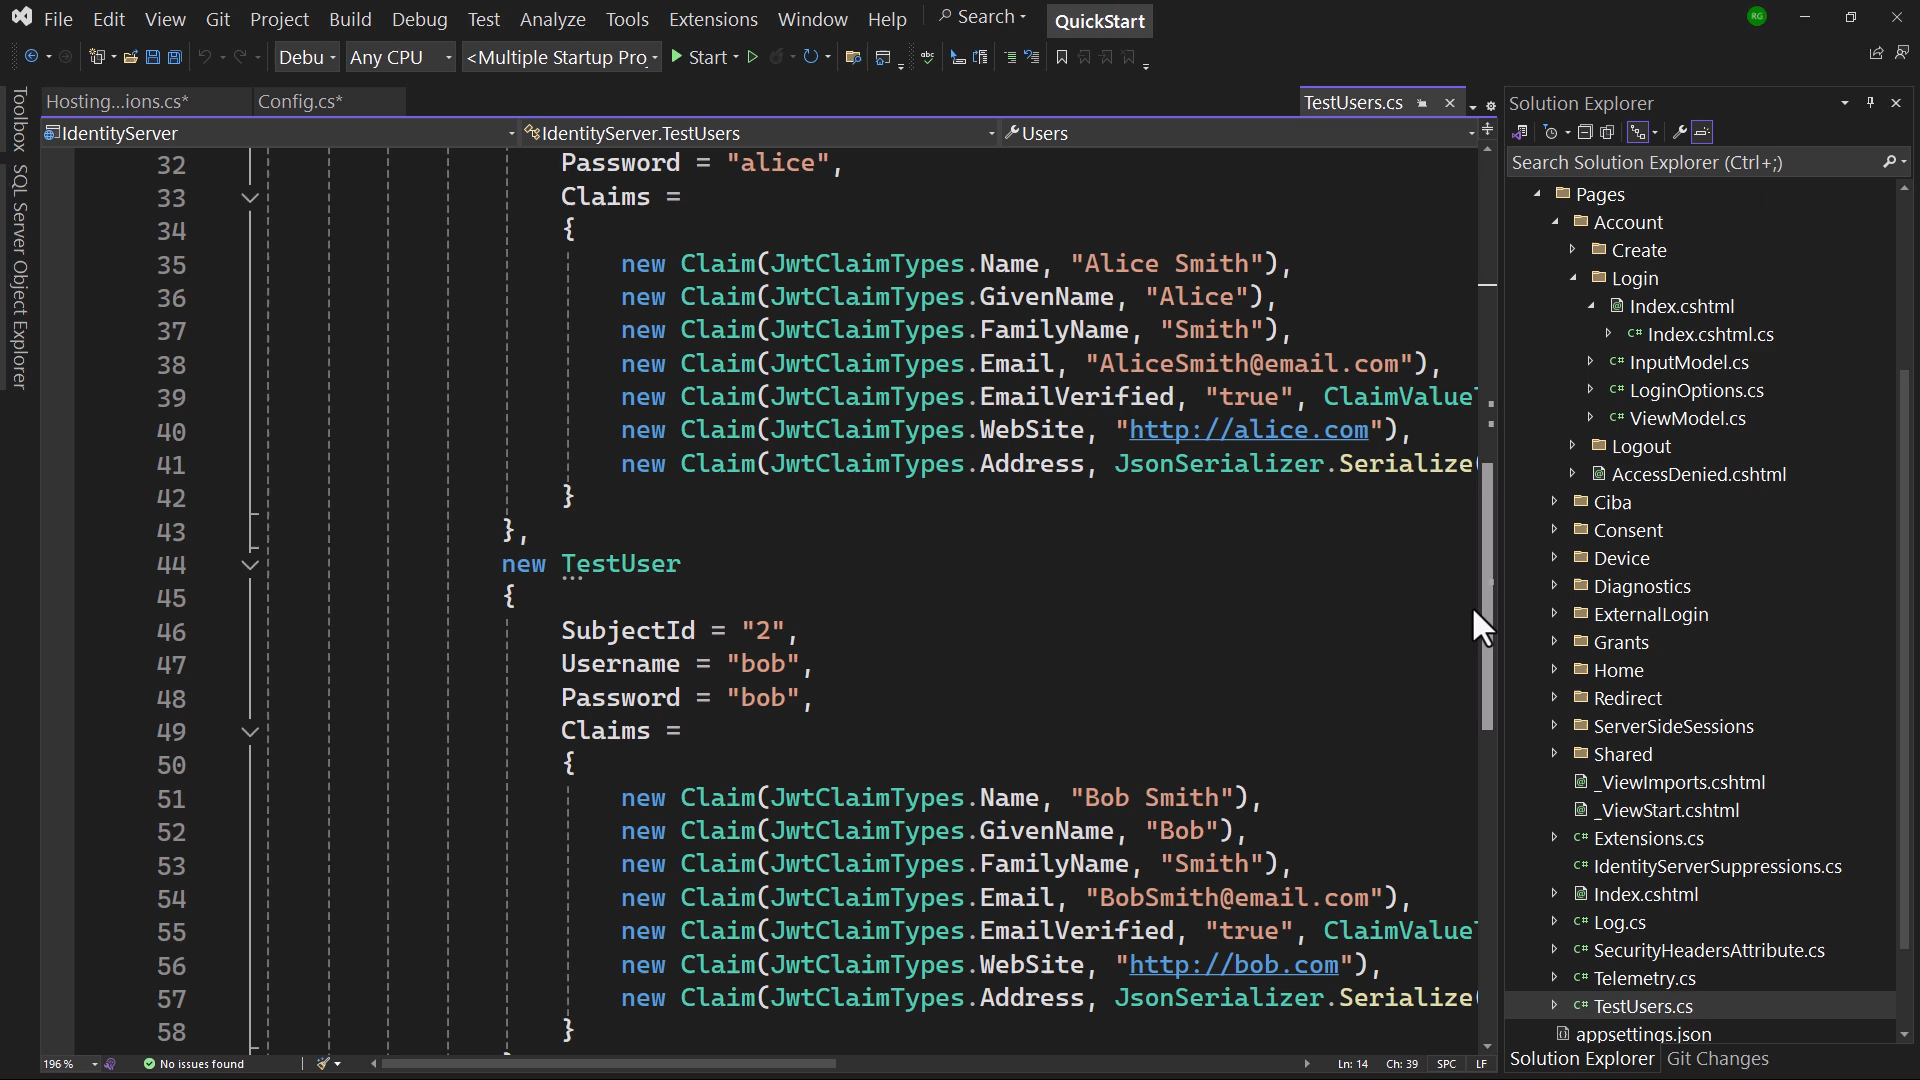 File Edit View Git Project Build Debug Test Analyze Tools Extensions Window Help Search QuickStart RG
Debu Any CPU <Multiple Startup Pro Start
Hosting...ions.cs* Config.cs* TestUsers.cs
IdentityServer IdentityServer.TestUsers Users
Toolbox
SQL Server Object Explorer
32 Password = "alice",
33 Claims =
34 {
35 new Claim(JwtClaimTypes.Name, "Alice Smith"),
36 new Claim(JwtClaimTypes.GivenName, "Alice"),
37 new Claim(JwtClaimTypes.FamilyName, "Smith"),
38 new Claim(JwtClaimTypes.Email, "AliceSmith@email.com"),
39 new Claim(JwtClaimTypes.EmailVerified, "true", ClaimValue
40 new Claim(JwtClaimTypes.WebSite, "http://alice.com"),
41 new Claim(JwtClaimTypes.Address, JsonSerializer.Serialize(
42 }
43 },
44 new TestUser
45 {
46 SubjectId = "2",
47 Username = "bob",
48 Password = "bob",
49 Claims =
50 {
51 new Claim(JwtClaimTypes.Name, "Bob Smith"),
52 new Claim(JwtClaimTypes.GivenName, "Bob"),
53 new Claim(JwtClaimTypes.FamilyName, "Smith"),
54 new Claim(JwtClaimTypes.Email, "BobSmith@email.com"),
55 new Claim(JwtClaimTypes.EmailVerified, "true", ClaimValue
56 new Claim(JwtClaimTypes.WebSite, "http://bob.com"),
57 new Claim(JwtClaimTypes.Address, JsonSerializer.Serialize(
58 }
196 % No issues found Ln: 14 Ch: 39 SPC LF
Solution Explorer
Search Solution Explorer (Ctrl+;)
Pages
Account
Create
Login
Index.cshtml
C# Index.cshtml.cs
C# InputModel.cs
C# LoginOptions.cs
C# ViewModel.cs
Logout
AccessDenied.cshtml
Ciba
Consent
Device
Diagnostics
ExternalLogin
Grants
Home
Redirect
ServerSideSessions
Shared
_ViewImports.cshtml
_ViewStart.cshtml
C# Extensions.cs
C# IdentityServerSuppressions.cs
Index.cshtml
C# Log.cs
C# SecurityHeadersAttribute.cs
C# Telemetry.cs
C# TestUsers.cs
appsettings.json
Solution Explorer Git Changes